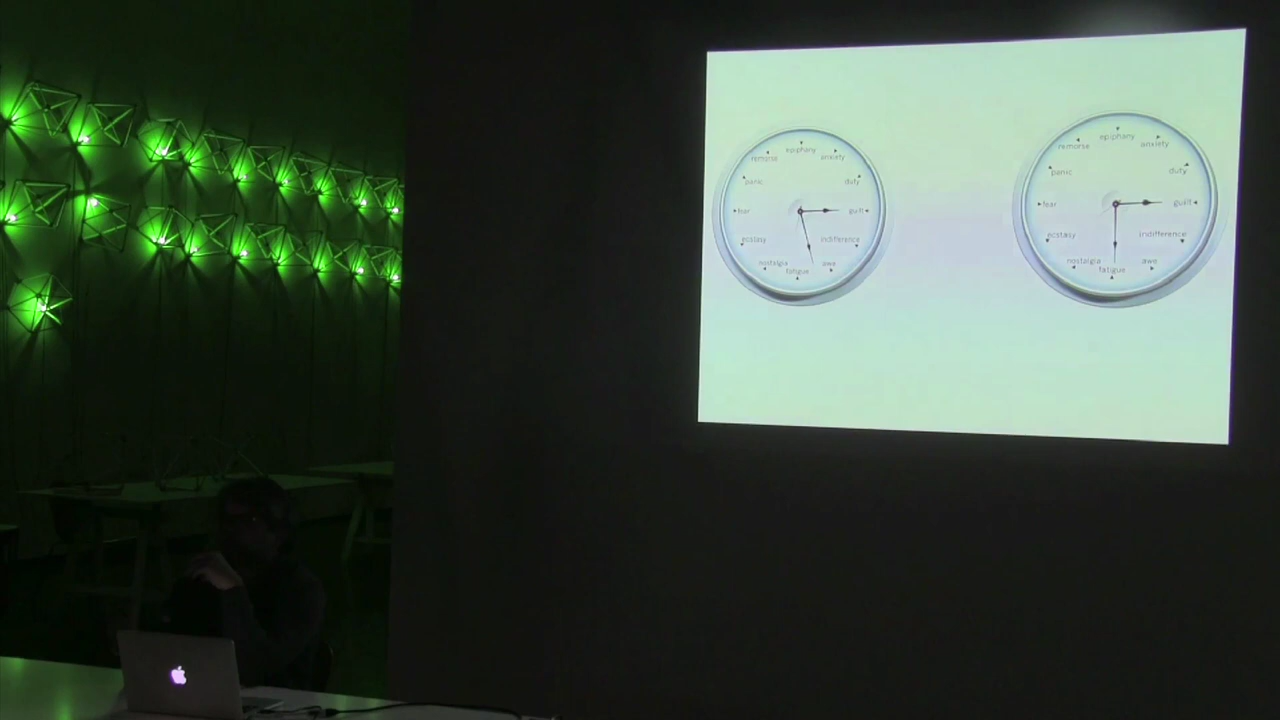 epiphany
anxiety
duty
guilt
indifference
awe
fatigue
nostalgia
ecstasy
fear
panic
remorse
epiphany
anxiety
duty
guilt
indifference
awe
fatigue
nostalgia
ecstasy
fear
panic
remorse